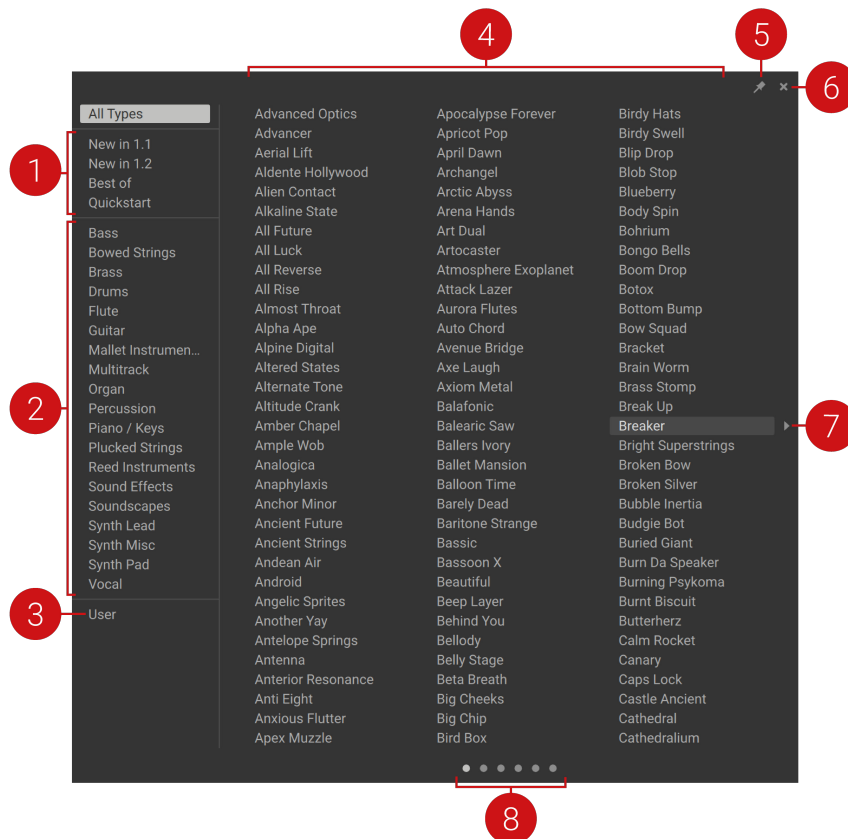 4
5
6
All Types
1
New in 1.1
New in 1.2
Best of
Quickstart
2
Bass
Bowed Strings
Brass
Drums
Flute
Guitar
Mallet Instrumen...
Multitrack
Organ
Percussion
Piano / Keys
Plucked Strings
Reed Instruments
Sound Effects
Soundscapes
Synth Lead
Synth Misc
Synth Pad
Vocal
3
User
Advanced Optics
Advancer
Aerial Lift
Aldente Hollywood
Alien Contact
Alkaline State
All Future
All Luck
All Reverse
All Rise
Almost Throat
Alpha Ape
Alpine Digital
Altered States
Alternate Tone
Altitude Crank
Amber Chapel
Ample Wob
Analogica
Anaphylaxis
Anchor Minor
Ancient Future
Ancient Strings
Andean Air
Android
Angelic Sprites
Another Yay
Antelope Springs
Antenna
Anterior Resonance
Anti Eight
Anxious Flutter
Apex Muzzle
Apocalypse Forever
Apricot Pop
April Dawn
Archangel
Arctic Abyss
Arena Hands
Art Dual
Artocaster
Atmosphere Exoplanet
Attack Lazer
Aurora Flutes
Auto Chord
Avenue Bridge
Axe Laugh
Axiom Metal
Balafonic
Balearic Saw
Ballers Ivory
Ballet Mansion
Balloon Time
Barely Dead
Baritone Strange
Bassic
Bassoon X
Beautiful
Beep Layer
Behind You
Bellody
Belly Stage
Beta Breath
Big Cheeks
Big Chip
Bird Box
Birdy Hats
Birdy Swell
Blip Drop
Blob Stop
Blueberry
Body Spin
Bohrium
Bongo Bells
Boom Drop
Botox
Bottom Bump
Bow Squad
Bracket
Brain Worm
Brass Stomp
Break Up
Breaker
Bright Superstrings
Broken Bow
Broken Silver
Bubble Inertia
Budgie Bot
Buried Giant
Burn Da Speaker
Burning Psykoma
Burnt Biscuit
Butterherz
Calm Rocket
Canary
Caps Lock
Castle Ancient
Cathedral
Cathedralium
7
8